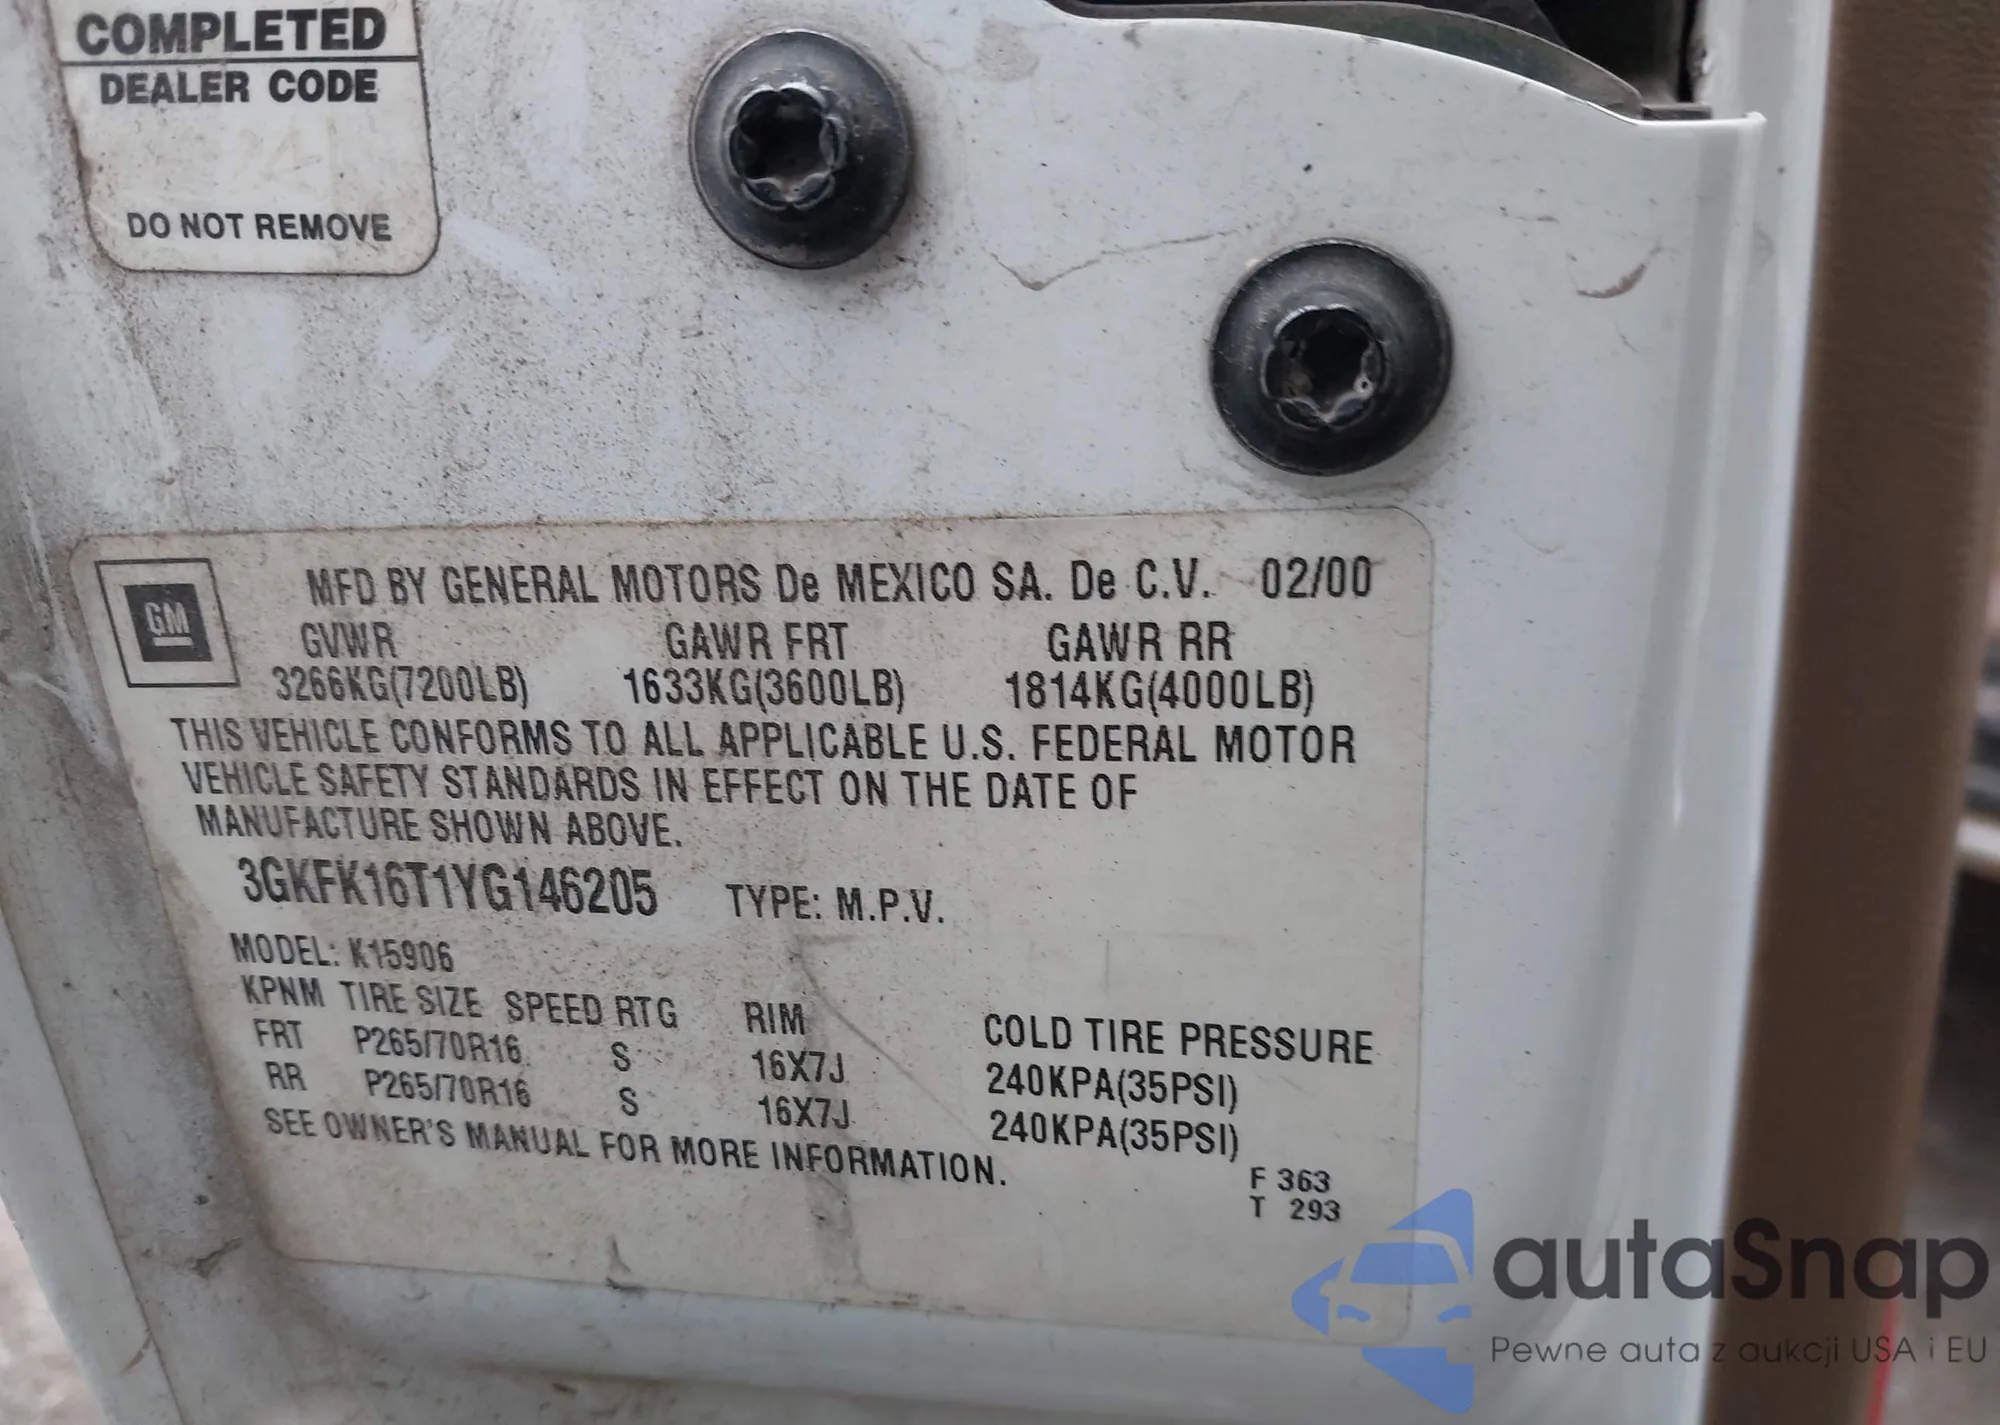 COMPLETED
DEALER CODE
DO NOT REMOVE
GM
MFD BY GENERAL MOTORS De MEXICO SA. De C.V. 02/00
GVWR GAWR FRT GAWR RR
3266KG(7200LB) 1633KG(3600LB) 1814KG(4000LB)
THIS VEHICLE CONFORMS TO ALL APPLICABLE U.S. FEDERAL MOTOR
VEHICLE SAFETY STANDARDS IN EFFECT ON THE DATE OF
MANUFACTURE SHOWN ABOVE.
3GKFK16T1YG146205 TYPE: M.P.V.
MODEL: K15906
KPNM TIRE SIZE SPEED RTG RIM COLD TIRE PRESSURE
FRT P265/70R16 S 16X7J 240KPA(35PSI)
RR P265/70R16 S 16X7J 240KPA(35PSI)
SEE OWNER'S MANUAL FOR MORE INFORMATION.
F 363
T 293
autaSnap
Pewne auta z aukcji USA i EU